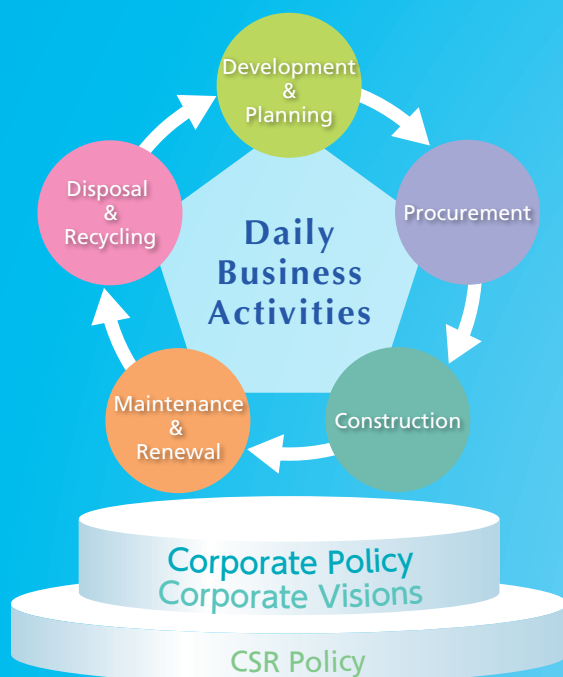 Development
&
Planning
Procurement
Construction
Maintenance
&
Renewal
Disposal
&
Recycling
Daily
Business
Activities
Corporate Policy
Corporate Visions
CSR Policy